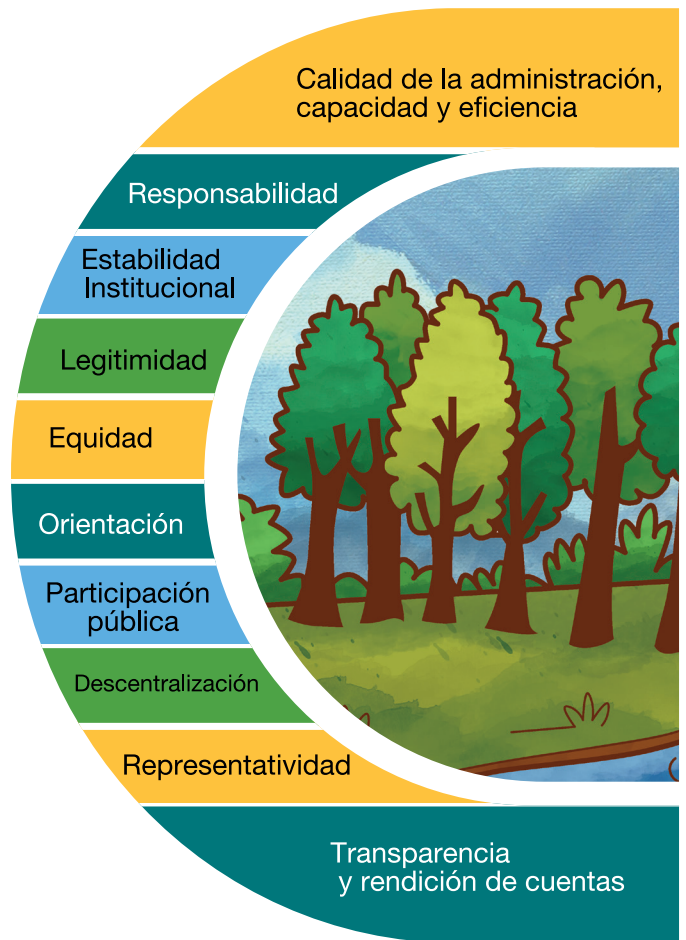 Calidad de la administración,
capacidad y eficiencia
Responsabilidad
Estabilidad
Institucional
Legitimidad
Equidad
Orientación
Participación
pública
Descentralización
Representatividad
Transparencia
y rendición de cuentas